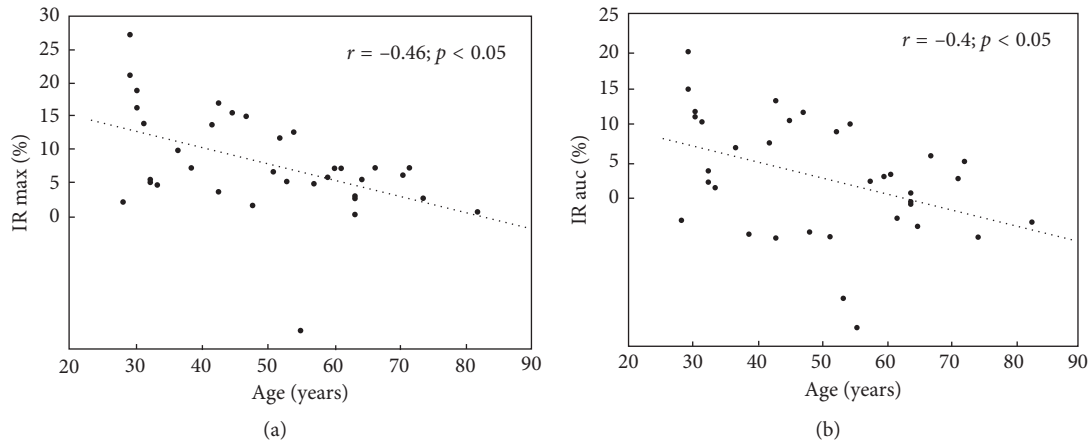 30
25
20
15
10
5
0
IR max (%)
r = –0.46; p < 0.05
20 30 40 50 60 70 80 90
Age (years)
(a)
25
20
15
10
5
0
IR auc (%)
r = –0.4; p < 0.05
20 30 40 50 60 70 80 90
Age (years)
(b)